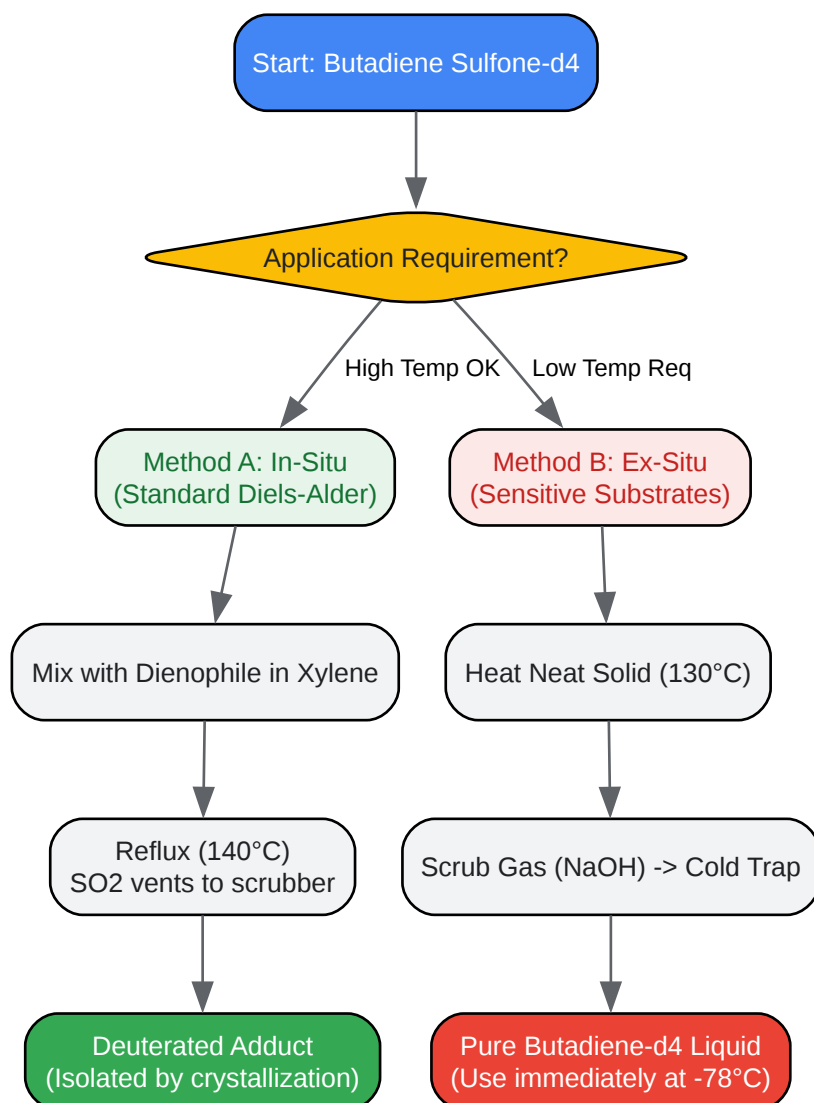 Start: Butadiene Sulfone-d4
Application Requirement?
High Temp OK
Low Temp Req
Method A: In-Situ
(Standard Diels-Alder)
Method B: Ex-Situ
(Sensitive Substrates)
Mix with Dienophile in Xylene
Heat Neat Solid (130°C)
Reflux (140°C)
SO2 vents to scrubber
Scrub Gas (NaOH) -> Cold Trap
Deuterated Adduct
(Isolated by crystallization)
Pure Butadiene-d4 Liquid
(Use immediately at -78°C)